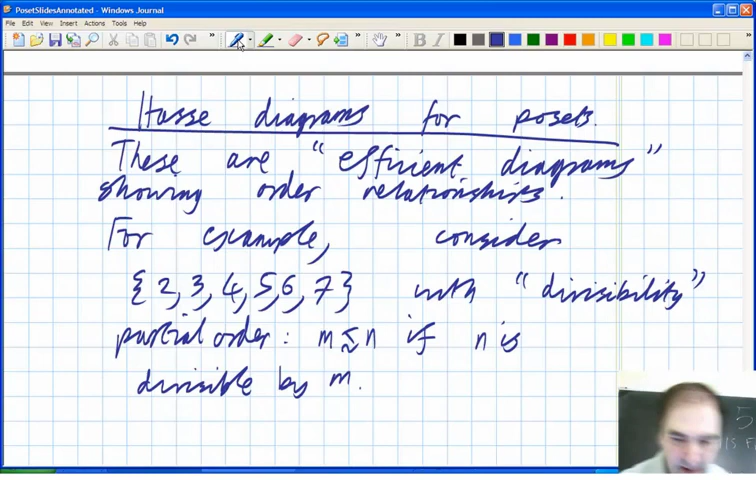 PosetSlidesAnnotated - Windows Journal
File Edit View Insert Actions Tools Help
Hasse diagrams for posets.
These are "efficient diagrams"
showing order relationships.
For example, consider
{2, 3, 4, 5, 6, 7} with "divisibility"
partial order: m ≾ n if n is
divisible by m.
5
IS F